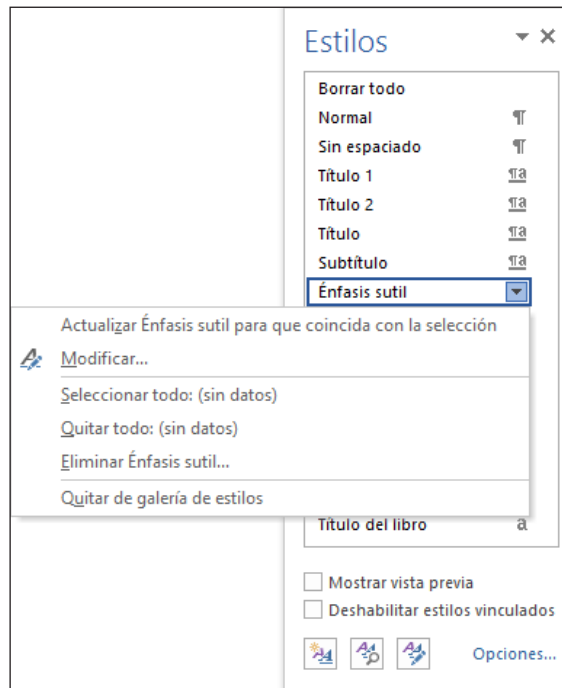 Estilos
Borrar todo
Normal ¶
Sin espaciado ¶
Título 1 ¶a
Título 2 ¶a
Título ¶a
Subtítulo ¶a
Énfasis sutil
Actualizar Énfasis sutil para que coincida con la selección
Modificar...
Seleccionar todo: (sin datos)
Quitar todo: (sin datos)
Eliminar Énfasis sutil...
Quitar de galería de estilos
Título del libro a
Mostrar vista previa
Deshabilitar estilos vinculados
Opciones...